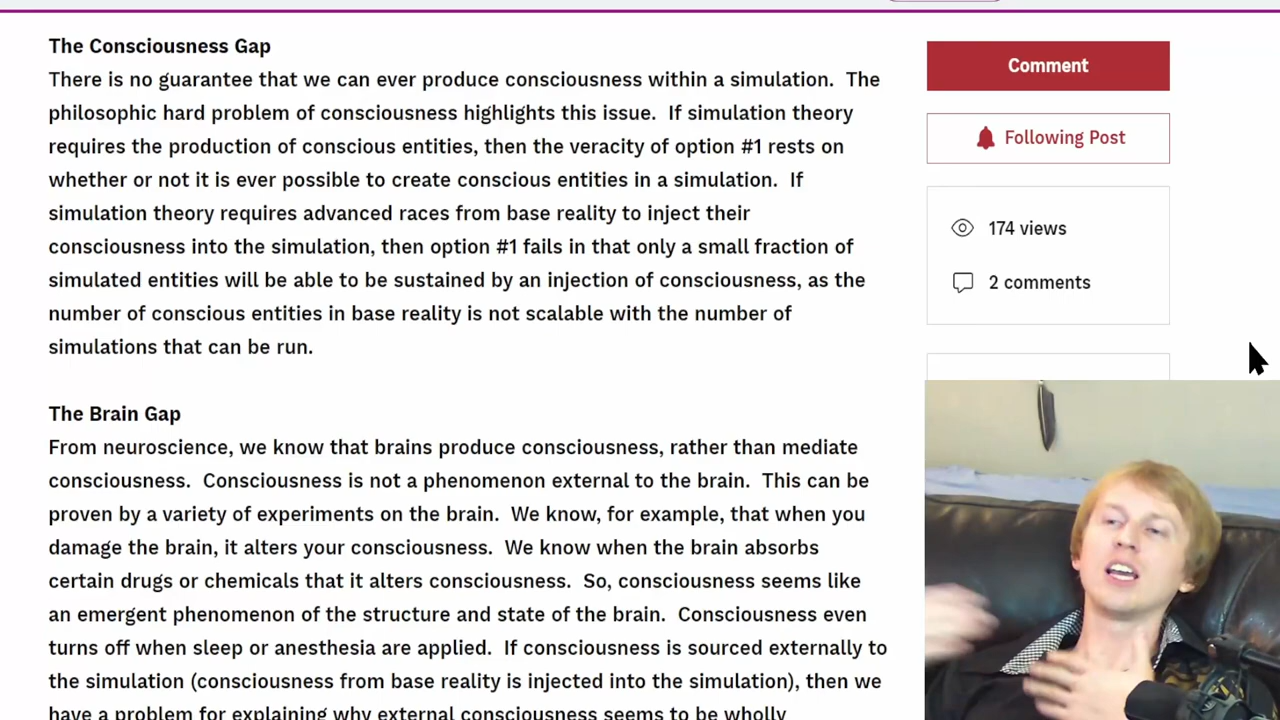 The Consciousness Gap
There is no guarantee that we can ever produce consciousness within a simulation.  The
philosophic hard problem of consciousness highlights this issue.  If simulation theory
requires the production of conscious entities, then the veracity of option #1 rests on
whether or not it is ever possible to create conscious entities in a simulation.  If
simulation theory requires advanced races from base reality to inject their
consciousness into the simulation, then option #1 fails in that only a small fraction of
simulated entities will be able to be sustained by an injection of consciousness, as the
number of conscious entities in base reality is not scalable with the number of
simulations that can be run.
The Brain Gap
From neuroscience, we know that brains produce consciousness, rather than mediate
consciousness.  Consciousness is not a phenomenon external to the brain.  This can be
proven by a variety of experiments on the brain.  We know, for example, that when you
damage the brain, it alters your consciousness.  We know when the brain absorbs
certain drugs or chemicals that it alters consciousness.  So, consciousness seems like
an emergent phenomenon of the structure and state of the brain.  Consciousness even
turns off when sleep or anesthesia are applied.  If consciousness is sourced externally to
the simulation (consciousness from base reality is injected into the simulation), then we
have a problem for explaining why external consciousness seems to be wholly
Comment
Following Post
174 views
2 comments